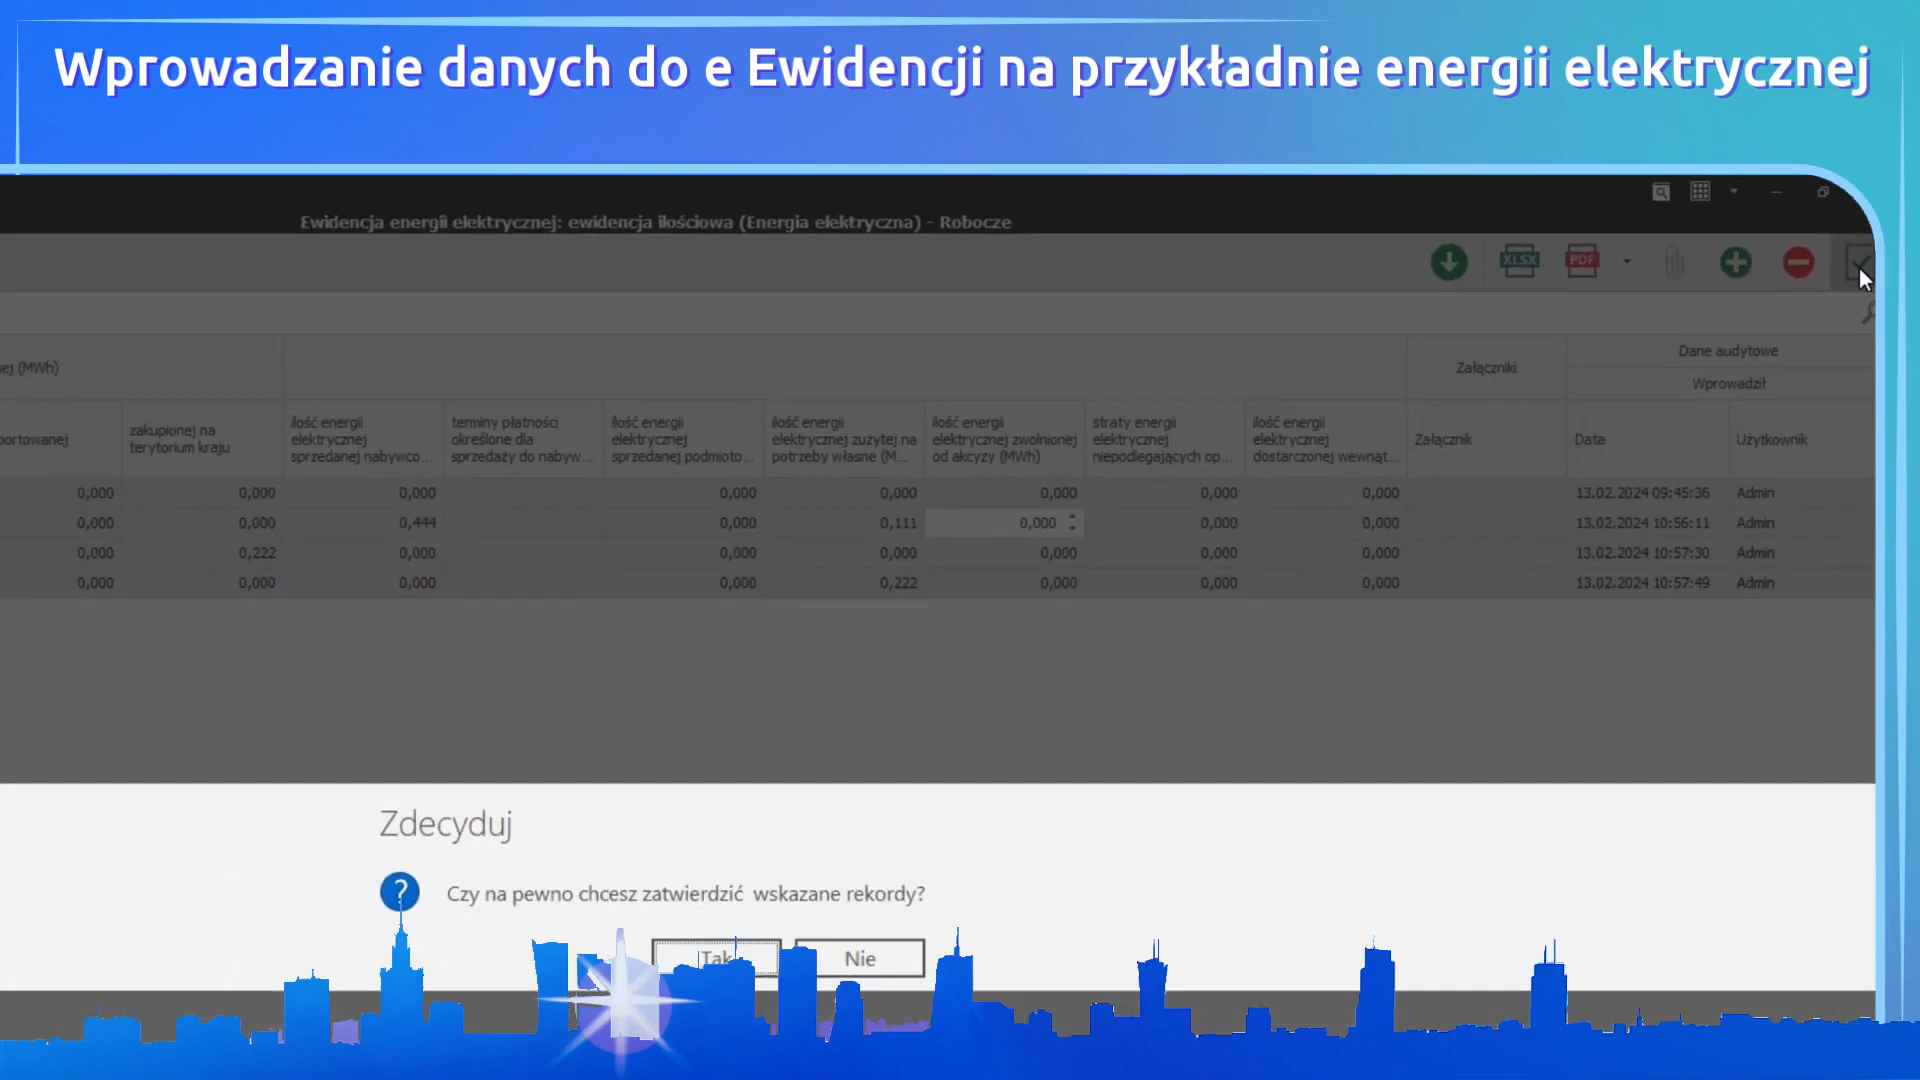 Wprowadzanie danych do e Ewidencji na przykładnie energii elektrycznej
Ewidencja energii elektrycznej: ewidencja ilościowa (Energia elektryczna) - Robocze
XLSX PDF
ej (MWh)
Załączniki
Dane audytowe
Wprowadził
portowanej
zakupionej na
terytorium kraju
ilość energii
elektrycznej
sprzedanej nabywco...
terminy płatności
określone dla
sprzedaży do nabyw...
ilość energii
elektrycznej
sprzedanej podmioto...
ilość energii
elektrycznej zużytej na
potrzeby własne (M...
ilość energii
elektrycznej zwolnionej
od akcyzy (MWh)
straty energii
elektrycznej
niepodlegających op...
ilość energii
elektrycznej
dostarczonej wewnąt...
Załącznik
Data
Użytkownik
0,000 0,000 0,000 0,000 0,000 0,000 0,000 0,000 13.02.2024 09:45:36 Admin
0,000 0,000 0,444 0,000 0,111 0,000 0,000 0,000 13.02.2024 10:56:11 Admin
0,000 0,222 0,000 0,000 0,000 0,000 0,000 0,000 13.02.2024 10:57:30 Admin
0,000 0,000 0,000 0,000 0,222 0,000 0,000 0,000 13.02.2024 10:57:49 Admin
Zdecyduj
?
Czy na pewno chcesz zatwierdzić wskazane rekordy?
Tak Nie